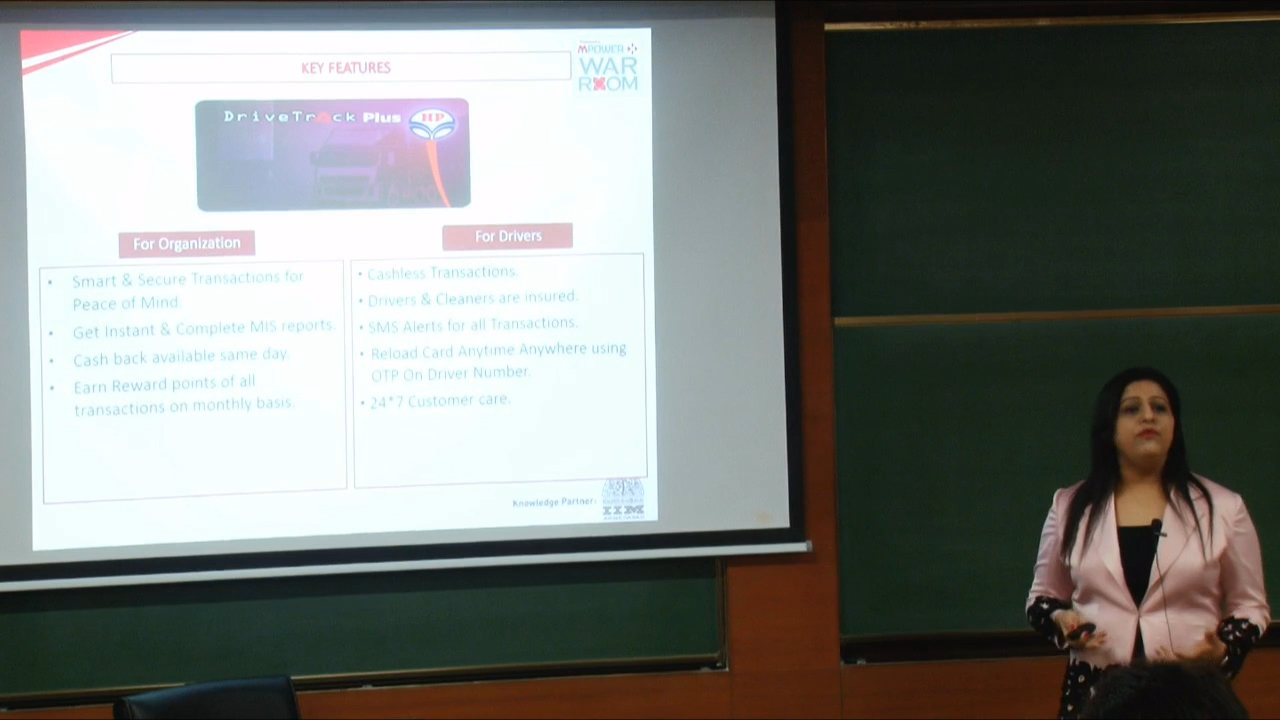 MPOWER
WAR
ROOM
KEY FEATURES
DriveTrack Plus
HP
For Organization
• Smart & Secure Transactions for
Peace of Mind.
• Get Instant & Complete MIS reports.
• Cash back available same day.
• Earn Reward points of all
transactions on monthly basis.
For Drivers
• Cashless Transactions.
• Drivers & Cleaners are insured.
• SMS Alerts for all Transactions.
• Reload Card Anytime Anywhere using
OTP On Driver Number.
• 24*7 Customer care.
Knowledge Partner:
IIM